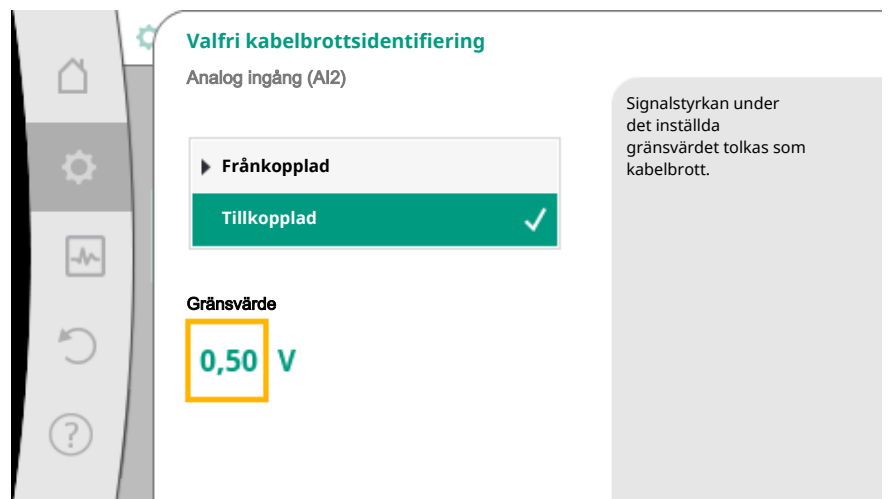 Valfri kabelbrottsidentifiering
Analog ingång (AI2)
Frånkopplad
Tillkopplad
Gränsvärde
0,50 V
Signalstyrkan under
det inställda
gränsvärdet tolkas som
kabelbrott.
?